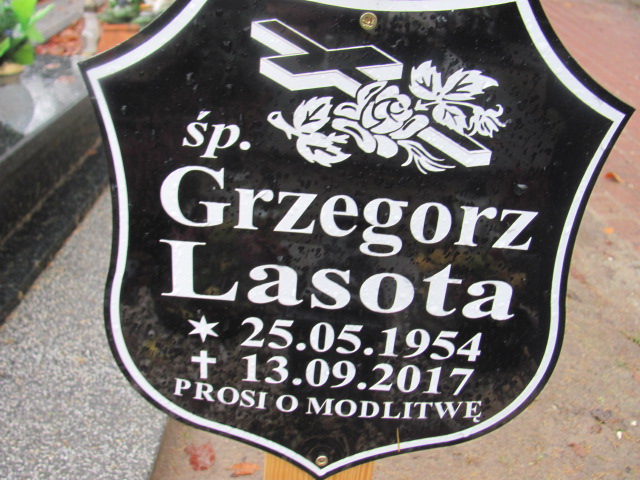 śp.
Grzegorz
Lasota
✶ 25.05.1954
✝ 13.09.2017
PROSI O MODLITWĘ